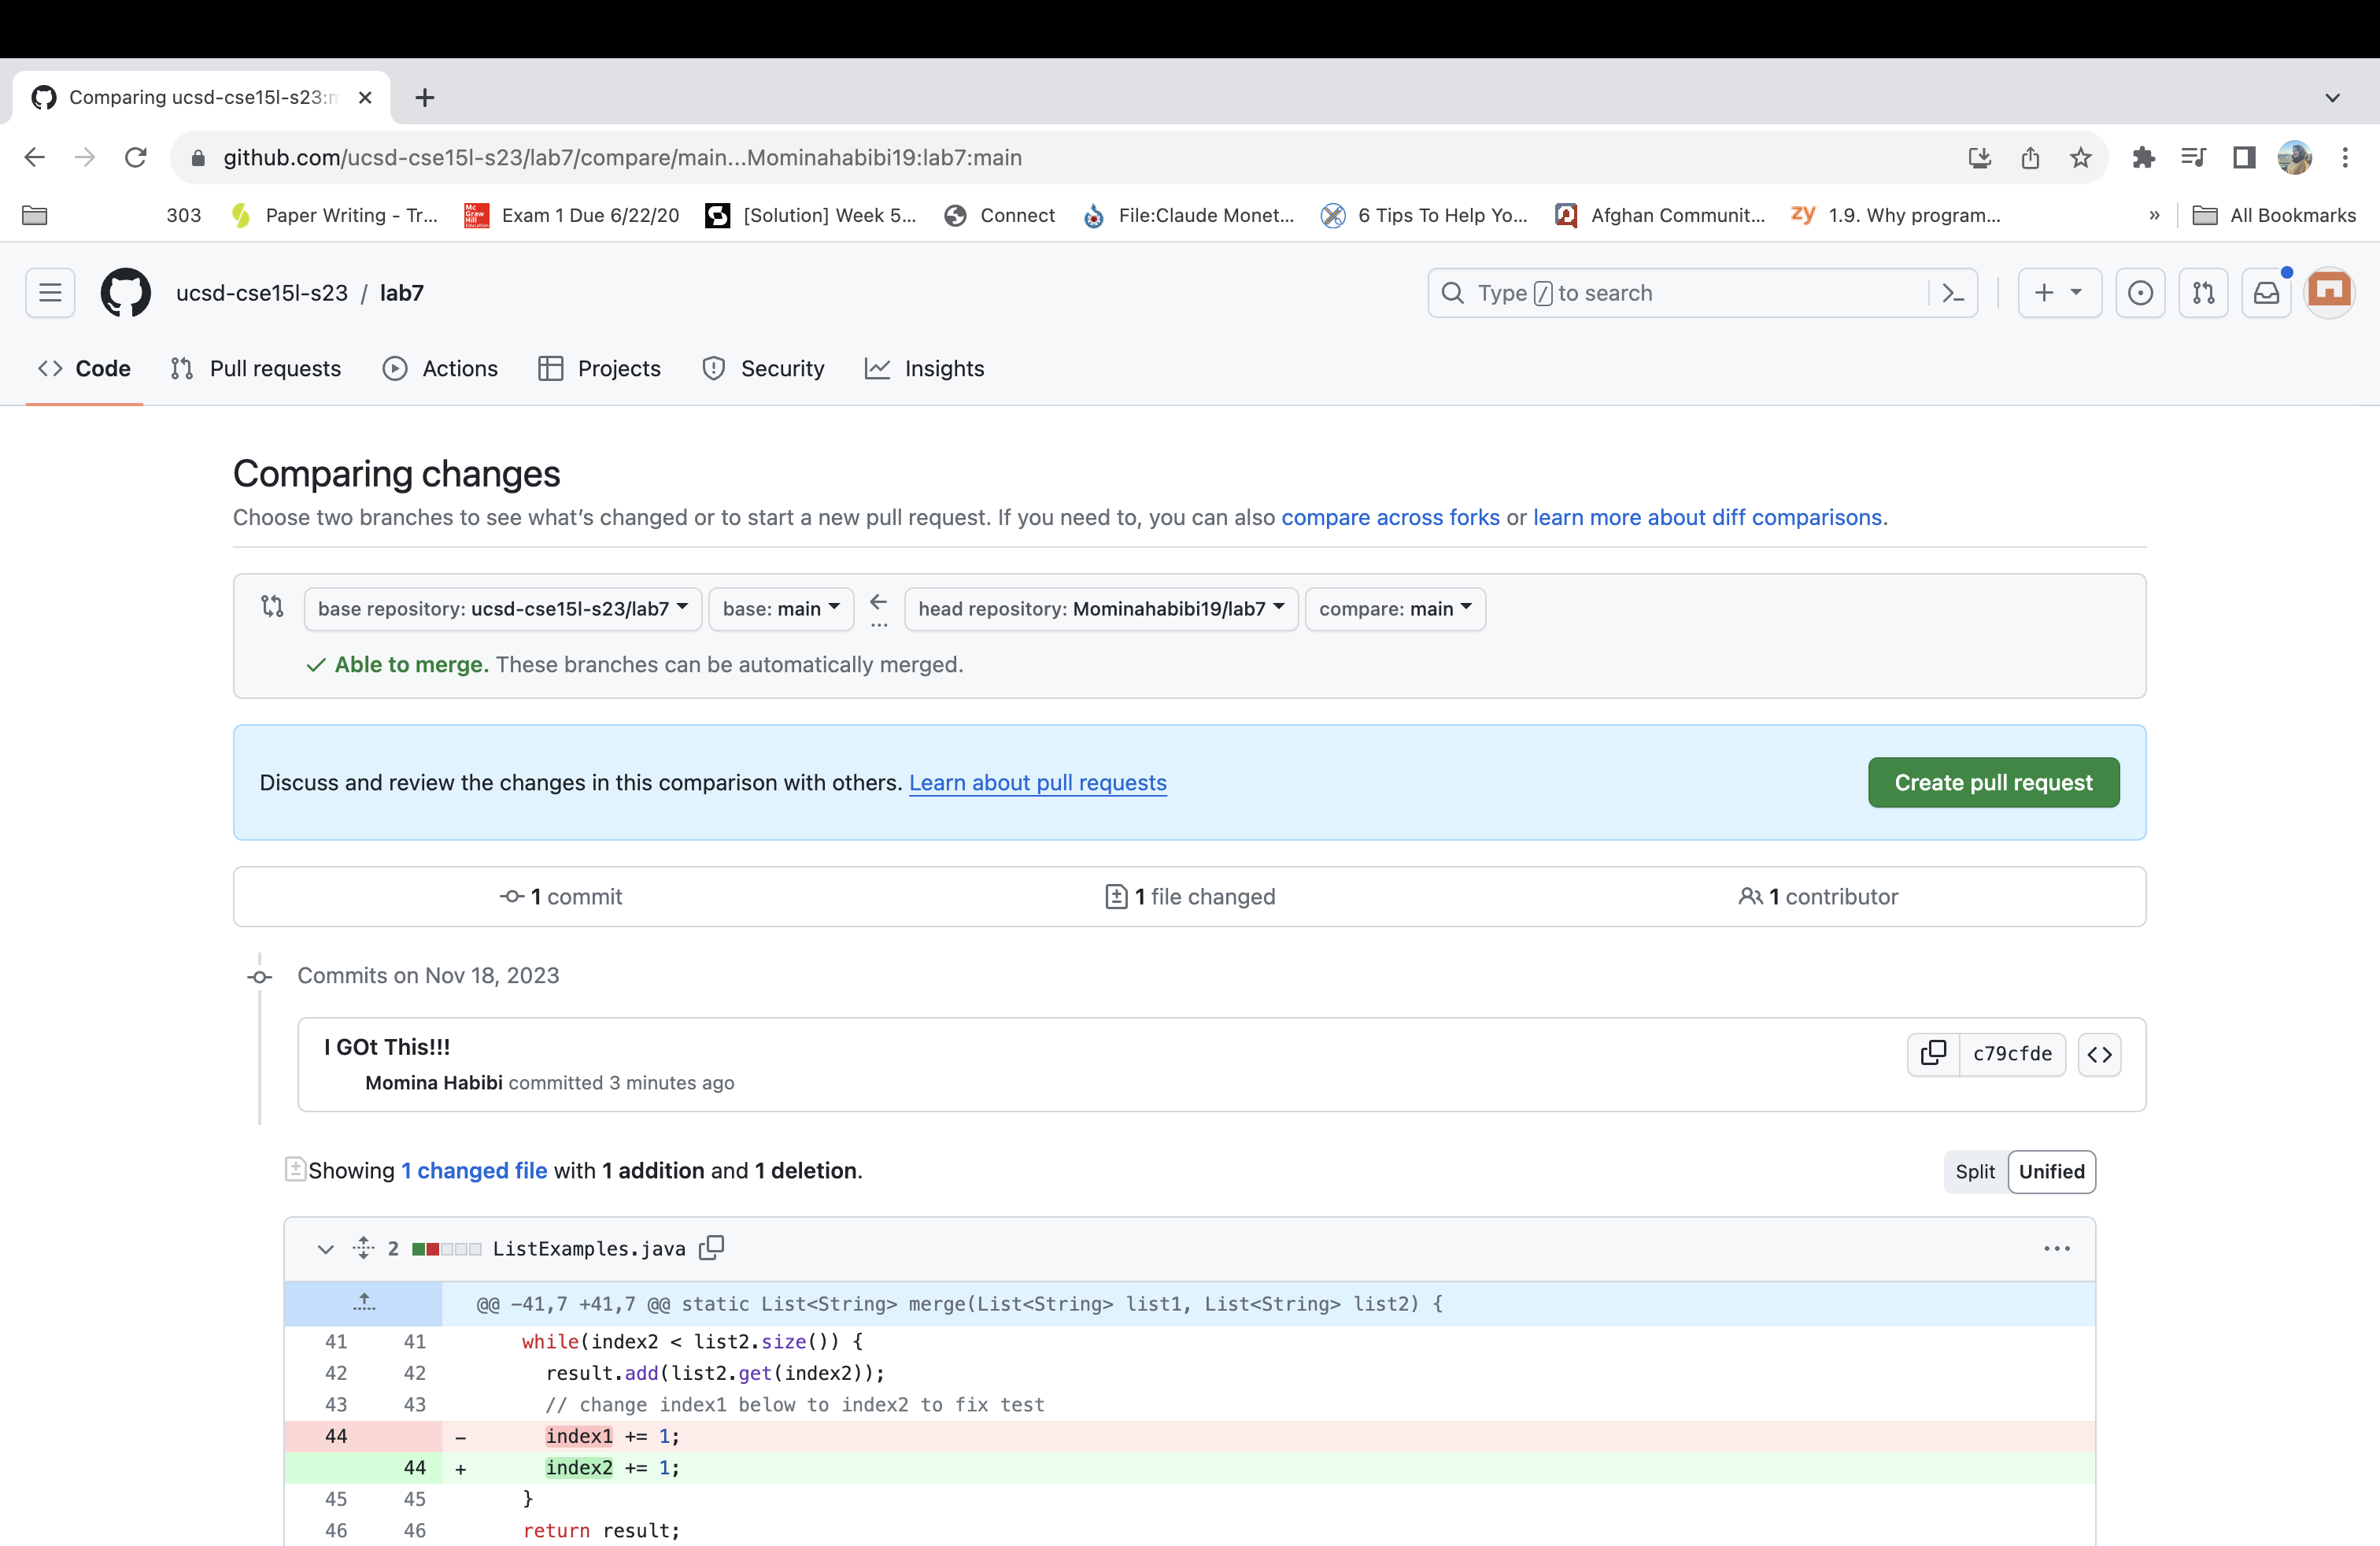 Comparing ucsd-cse15l-s23:m
github.com/ucsd-cse15l-s23/lab7/compare/main...Mominahabibi19:lab7:main
303 Paper Writing - Tr... Mc Graw Hill Education Exam 1 Due 6/22/20 [Solution] Week 5... Connect File:Claude Monet... 6 Tips To Help Yo... Afghan Communit... zy 1.9. Why program... » All Bookmarks
ucsd-cse15l-s23 / lab7 Type / to search
Code Pull requests Actions Projects Security Insights
Comparing changes
Choose two branches to see what’s changed or to start a new pull request. If you need to, you can also compare across forks or learn more about diff comparisons.
base repository: ucsd-cse15l-s23/lab7 base: main ... head repository: Mominahabibi19/lab7 compare: main
Able to merge. These branches can be automatically merged.
Discuss and review the changes in this comparison with others. Learn about pull requests Create pull request
1 commit 1 file changed 1 contributor
Commits on Nov 18, 2023
I GOt This!!!
c79cfde
Momina Habibi committed 3 minutes ago
Showing 1 changed file with 1 addition and 1 deletion. Split Unified
2 ListExamples.java
@@ -41,7 +41,7 @@ static List<String> merge(List<String> list1, List<String> list2) {
41 41 while(index2 < list2.size()) {
42 42 result.add(list2.get(index2));
43 43 // change index1 below to index2 to fix test
44 - index1 += 1;
44 + index2 += 1;
45 45 }
46 46 return result;